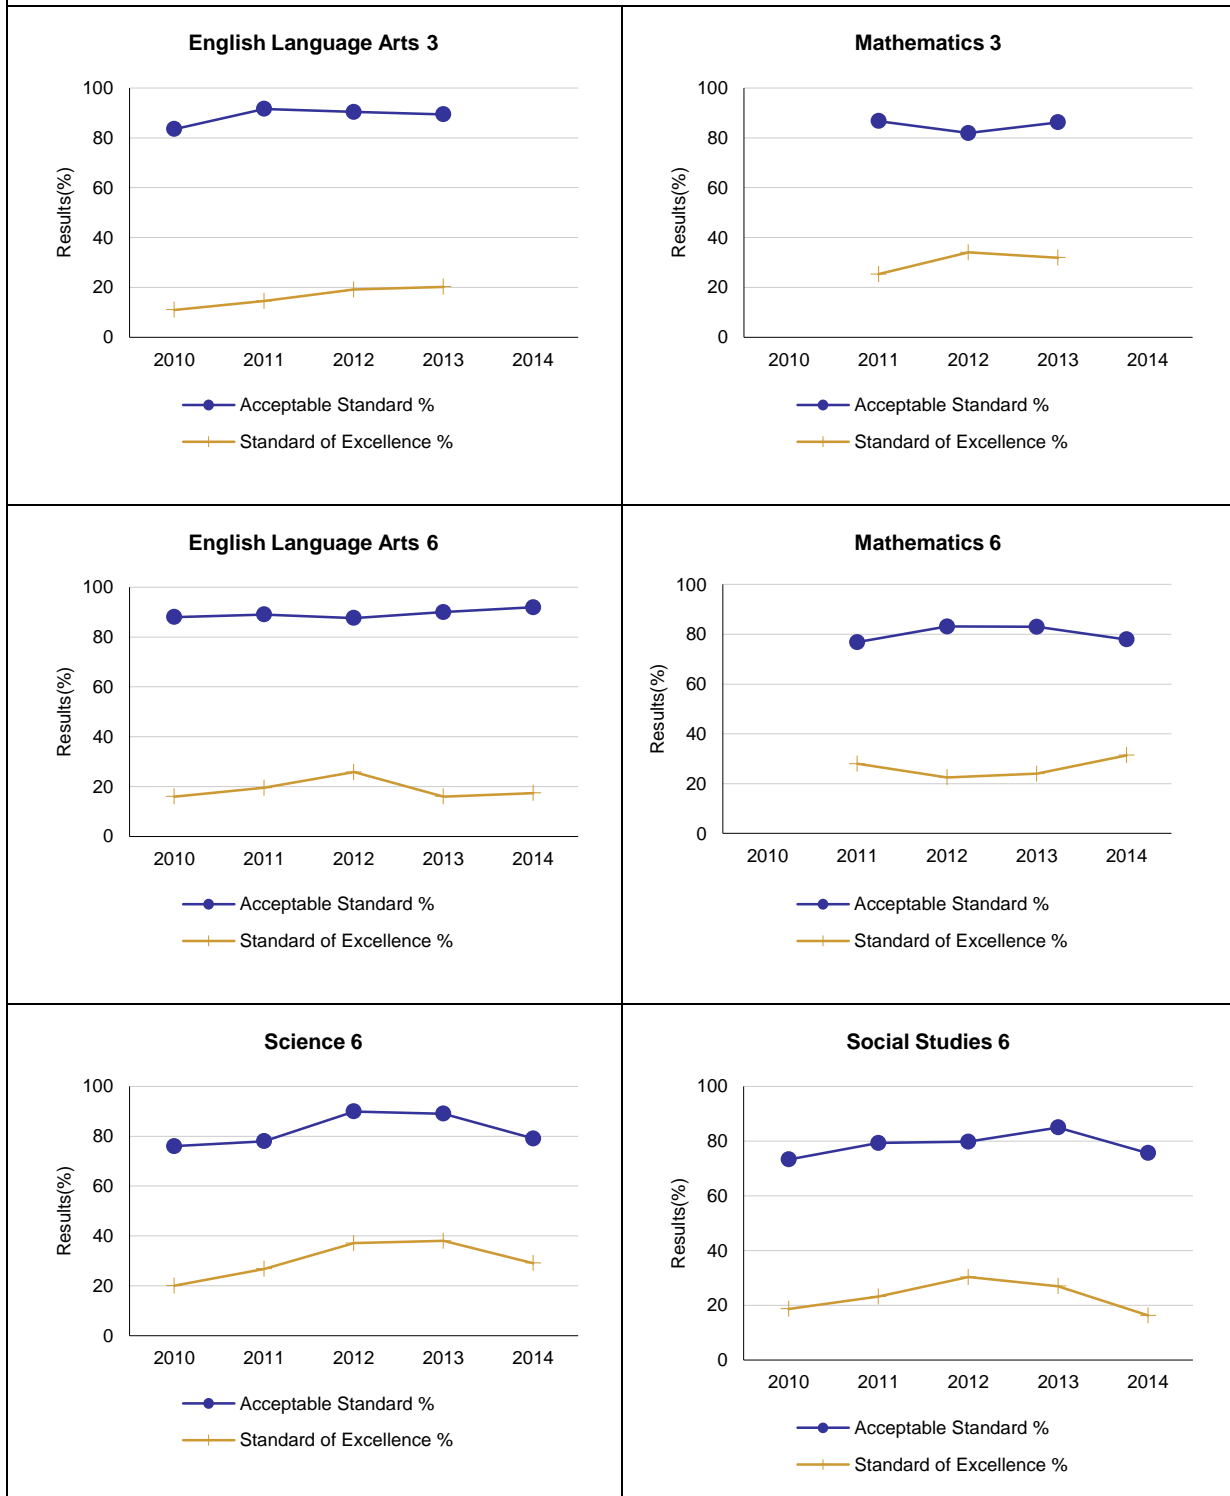 English Language Arts 3
100
80
60
40
20
0
Results(%)
2010 2011 2012 2013 2014
Acceptable Standard %
Standard of Excellence %
Mathematics 3
100
80
60
40
20
0
Results(%)
2010 2011 2012 2013 2014
Acceptable Standard %
Standard of Excellence %
English Language Arts 6
100
80
60
40
20
0
Results(%)
2010 2011 2012 2013 2014
Acceptable Standard %
Standard of Excellence %
Mathematics 6
100
80
60
40
20
0
Results(%)
2010 2011 2012 2013 2014
Acceptable Standard %
Standard of Excellence %
Science 6
100
80
60
40
20
0
Results(%)
2010 2011 2012 2013 2014
Acceptable Standard %
Standard of Excellence %
Social Studies 6
100
80
60
40
20
0
Results(%)
2010 2011 2012 2013 2014
Acceptable Standard %
Standard of Excellence %